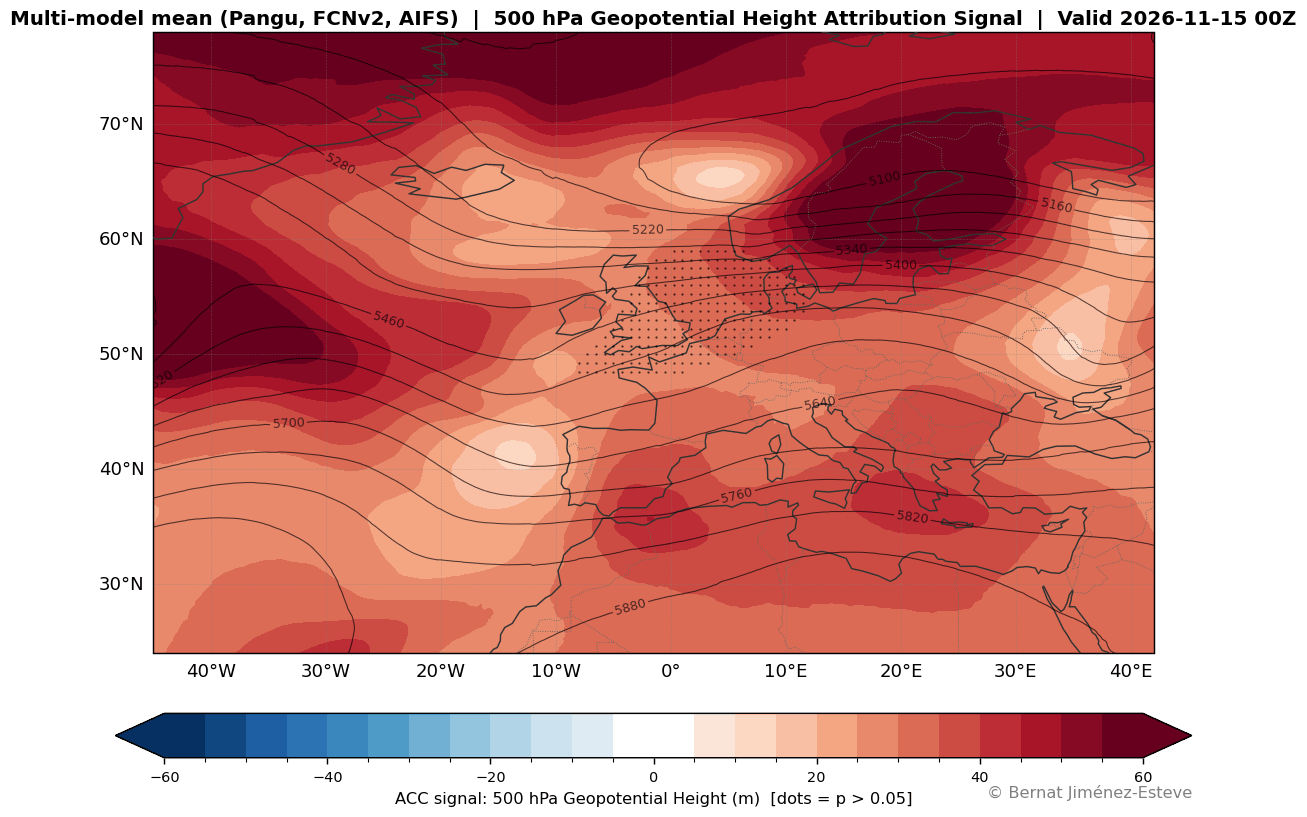 Multi-model mean (Pangu, FCNv2, AIFS)  |  500 hPa Geopotential Height Attribution Signal  |  Valid 2026-11-15 00Z
70°N
60°N
50°N
40°N
30°N
5280
5100
5160
5220
5340
5400
5460
520
5700
5640
5760
5820
5880
40°W 30°W 20°W 10°W 0° 10°E 20°E 30°E 40°E
−60 −40 −20 0 20 40 60
ACC signal: 500 hPa Geopotential Height (m)  [dots = p > 0.05]
© Bernat Jiménez-Esteve